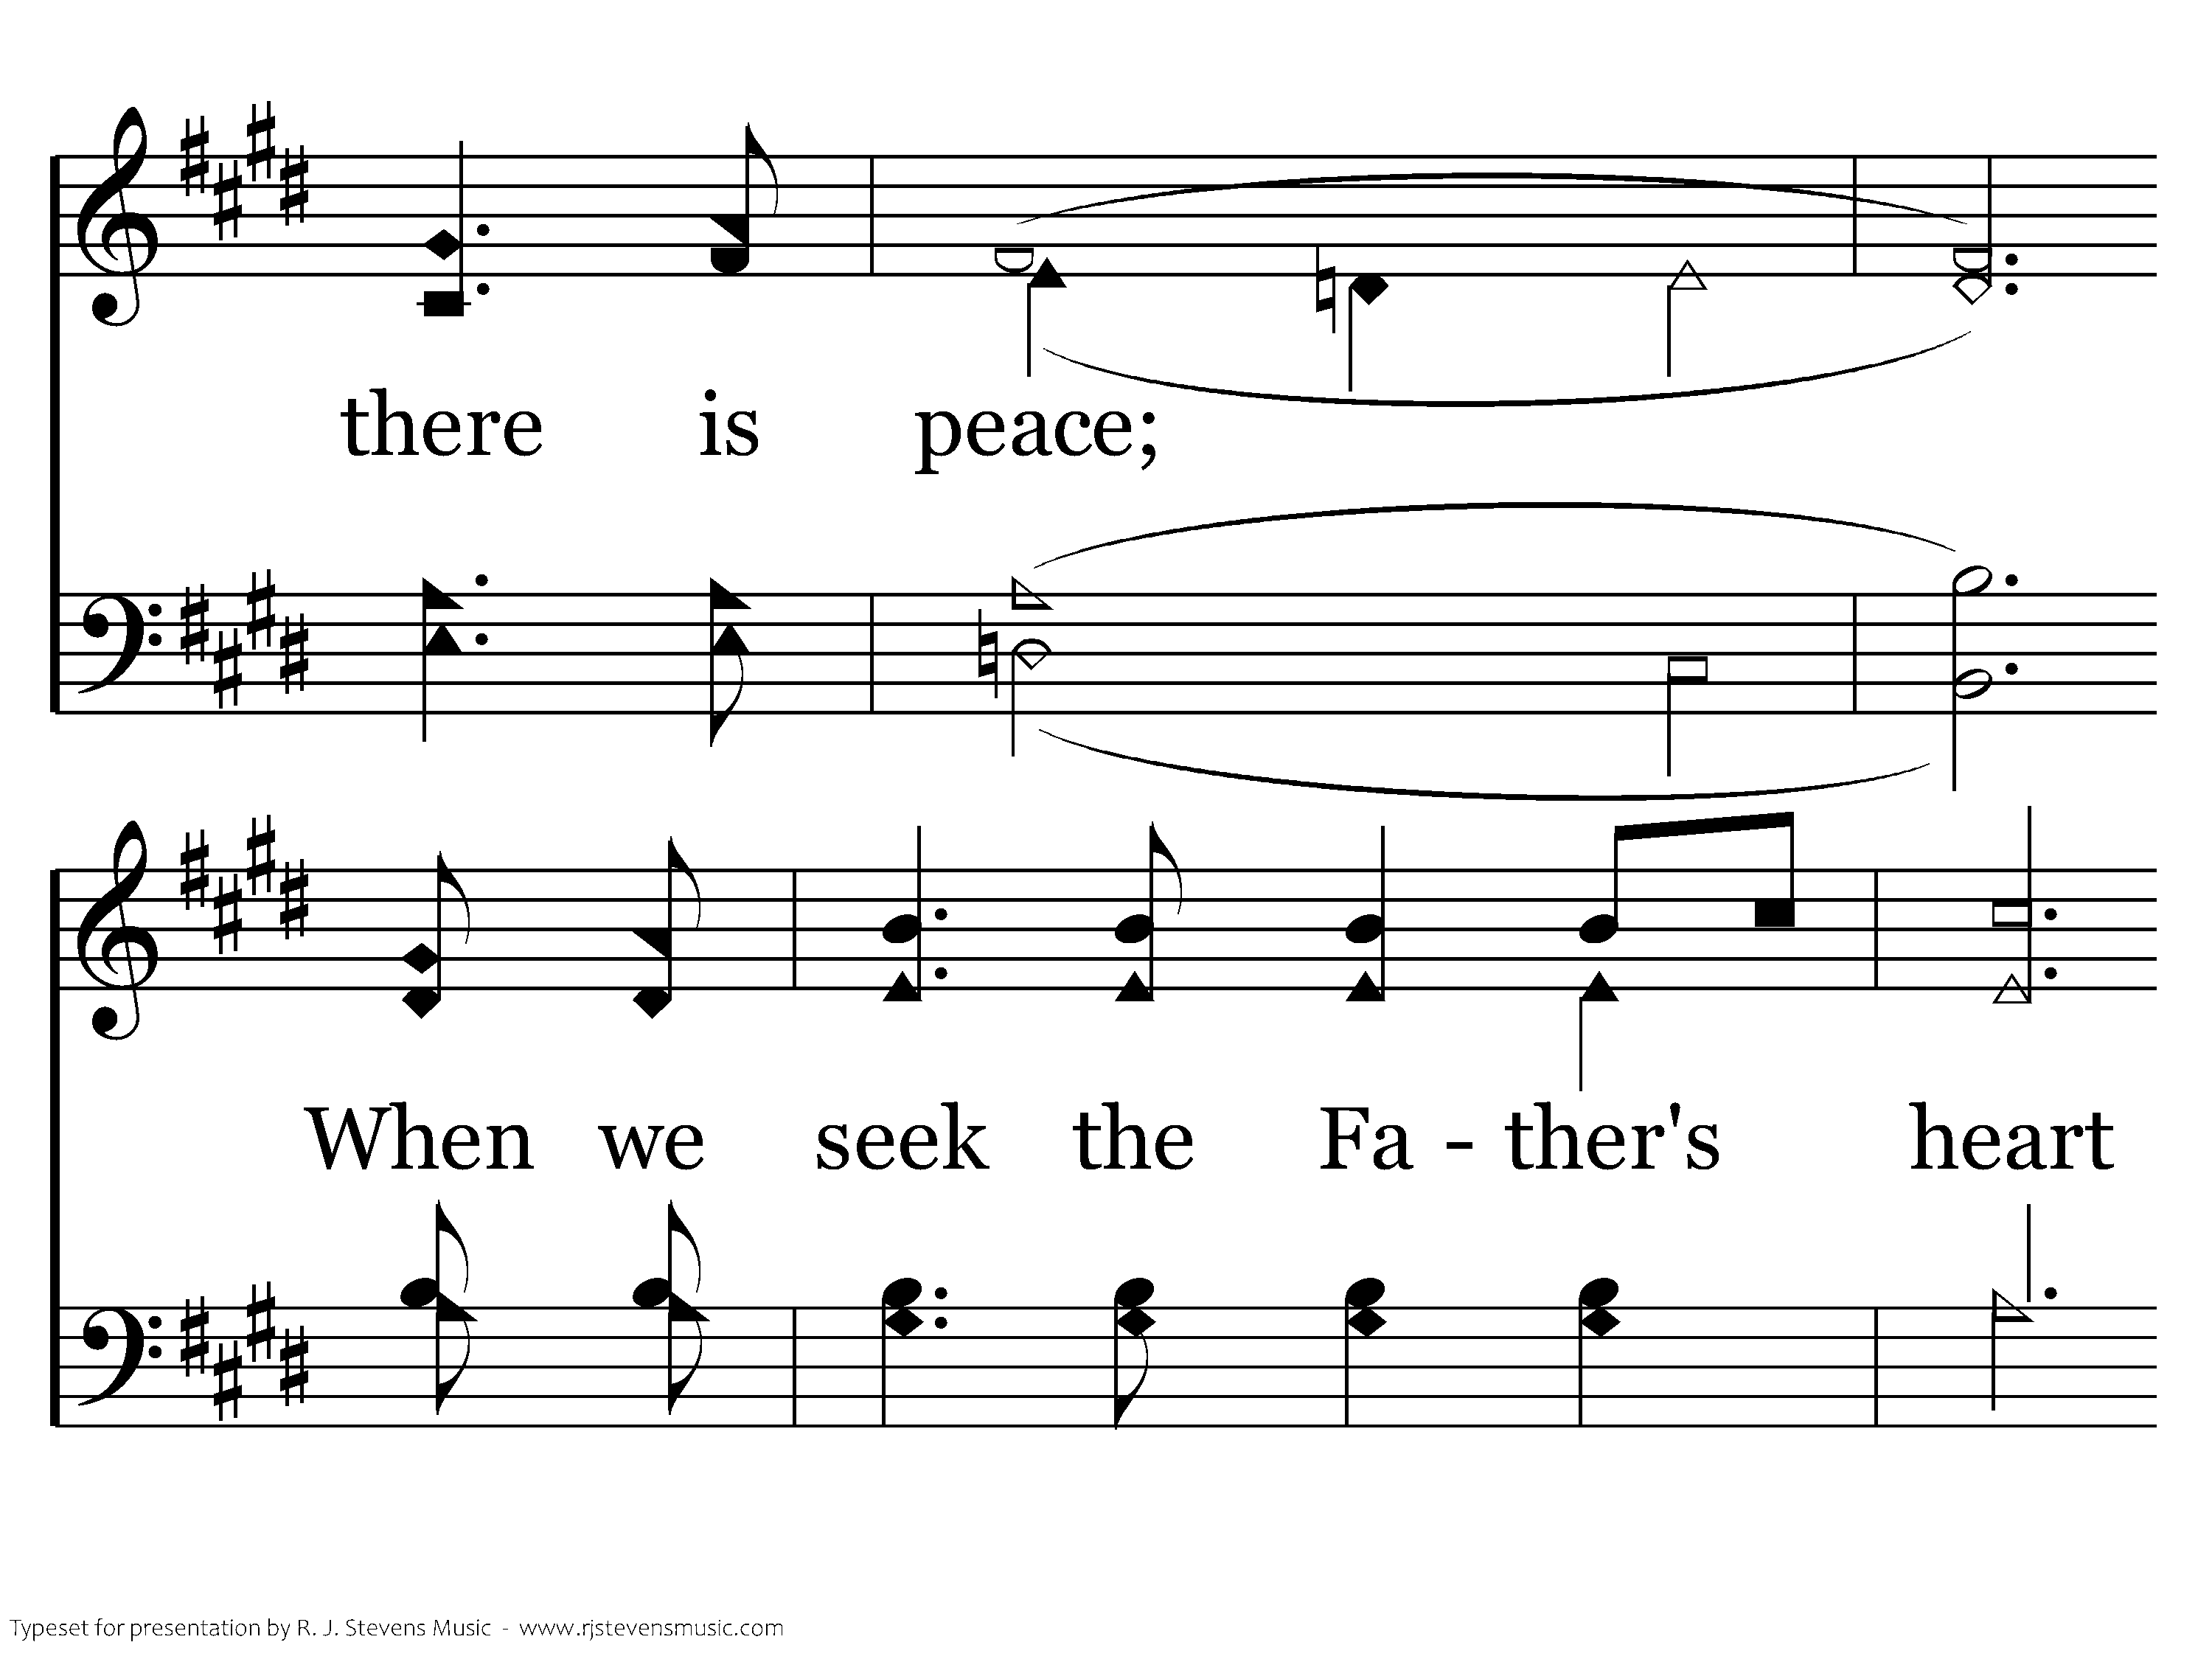 there is peace;
When we seek the Fa - ther's heart
Typeset for presentation by R. J. Stevens Music - www.rjstevensmusic.com